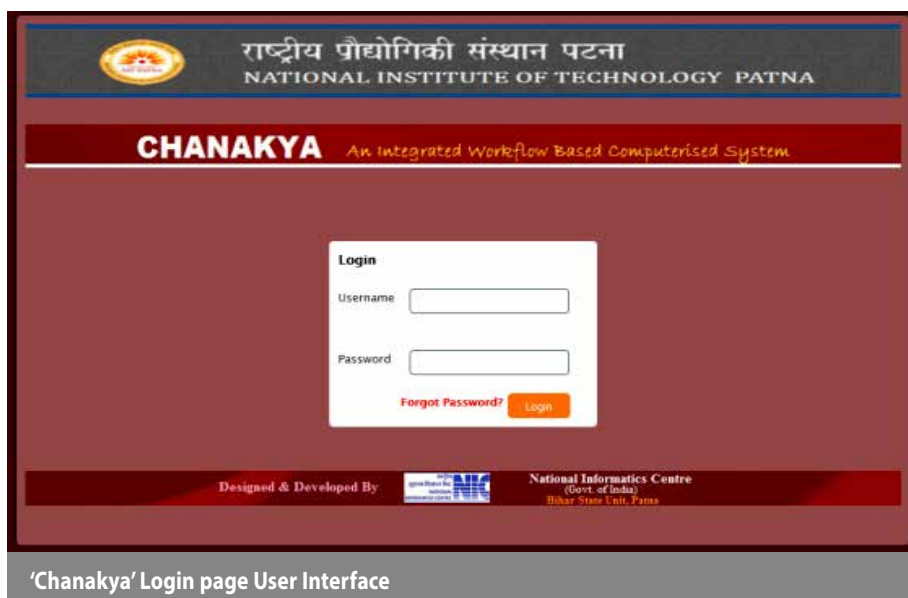 राष्ट्रीय प्रौद्योगिकी संस्थान पटना
NATIONAL INSTITUTE OF TECHNOLOGY PATNA
CHANAKYA An Integrated Workflow Based Computerised System
Login
Username
Password
Forgot Password? Login
Designed & Developed By
NIC
National Informatics Centre
(Govt. of India)
Bihar State Unit, Patna
‘Chanakya’ Login page User Interface